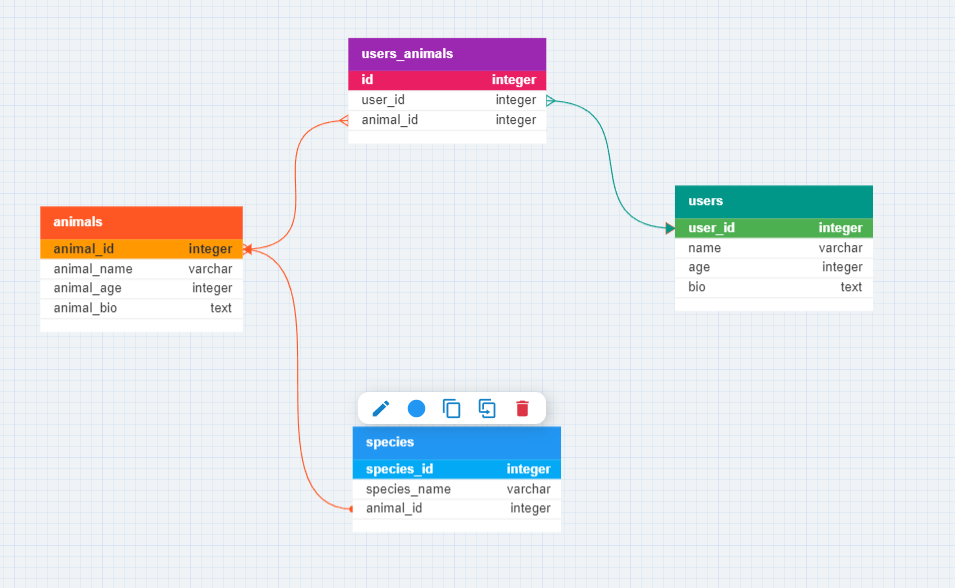 users_animals
id integer
user_id integer
animal_id integer
animals
animal_id integer
animal_name varchar
animal_age integer
animal_bio text
users
user_id integer
name varchar
age integer
bio text
species
species_id integer
species_name varchar
animal_id integer